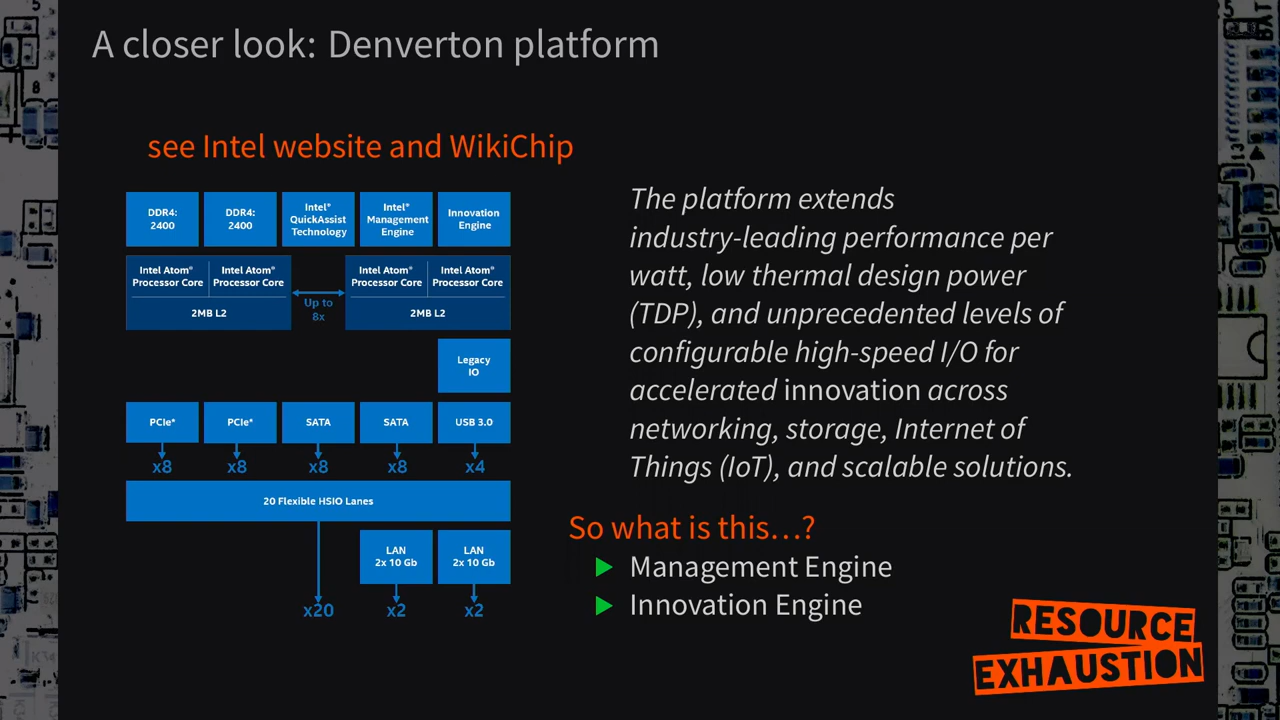 A closer look: Denverton platform
see Intel website and WikiChip
DDR4:
2400
DDR4:
2400
Intel®
QuickAssist
Technology
Intel®
Management
Engine
Innovation
Engine
Intel Atom®
Processor Core
Intel Atom®
Processor Core
2MB L2
Up to
8x
Intel Atom®
Processor Core
Intel Atom®
Processor Core
2MB L2
Legacy
IO
PCIe*
PCIe*
SATA
SATA
USB 3.0
x8
x8
x8
x8
x4
20 Flexible HSIO Lanes
LAN
2x 10 Gb
LAN
2x 10 Gb
x20
x2
x2
The platform extends
industry-leading performance per
watt, low thermal design power
(TDP), and unprecedented levels of
configurable high-speed I/O for
accelerated innovation across
networking, storage, Internet of
Things (IoT), and scalable solutions.
So what is this…?
Management Engine
Innovation Engine
RESOURCE
EXHAUSTION